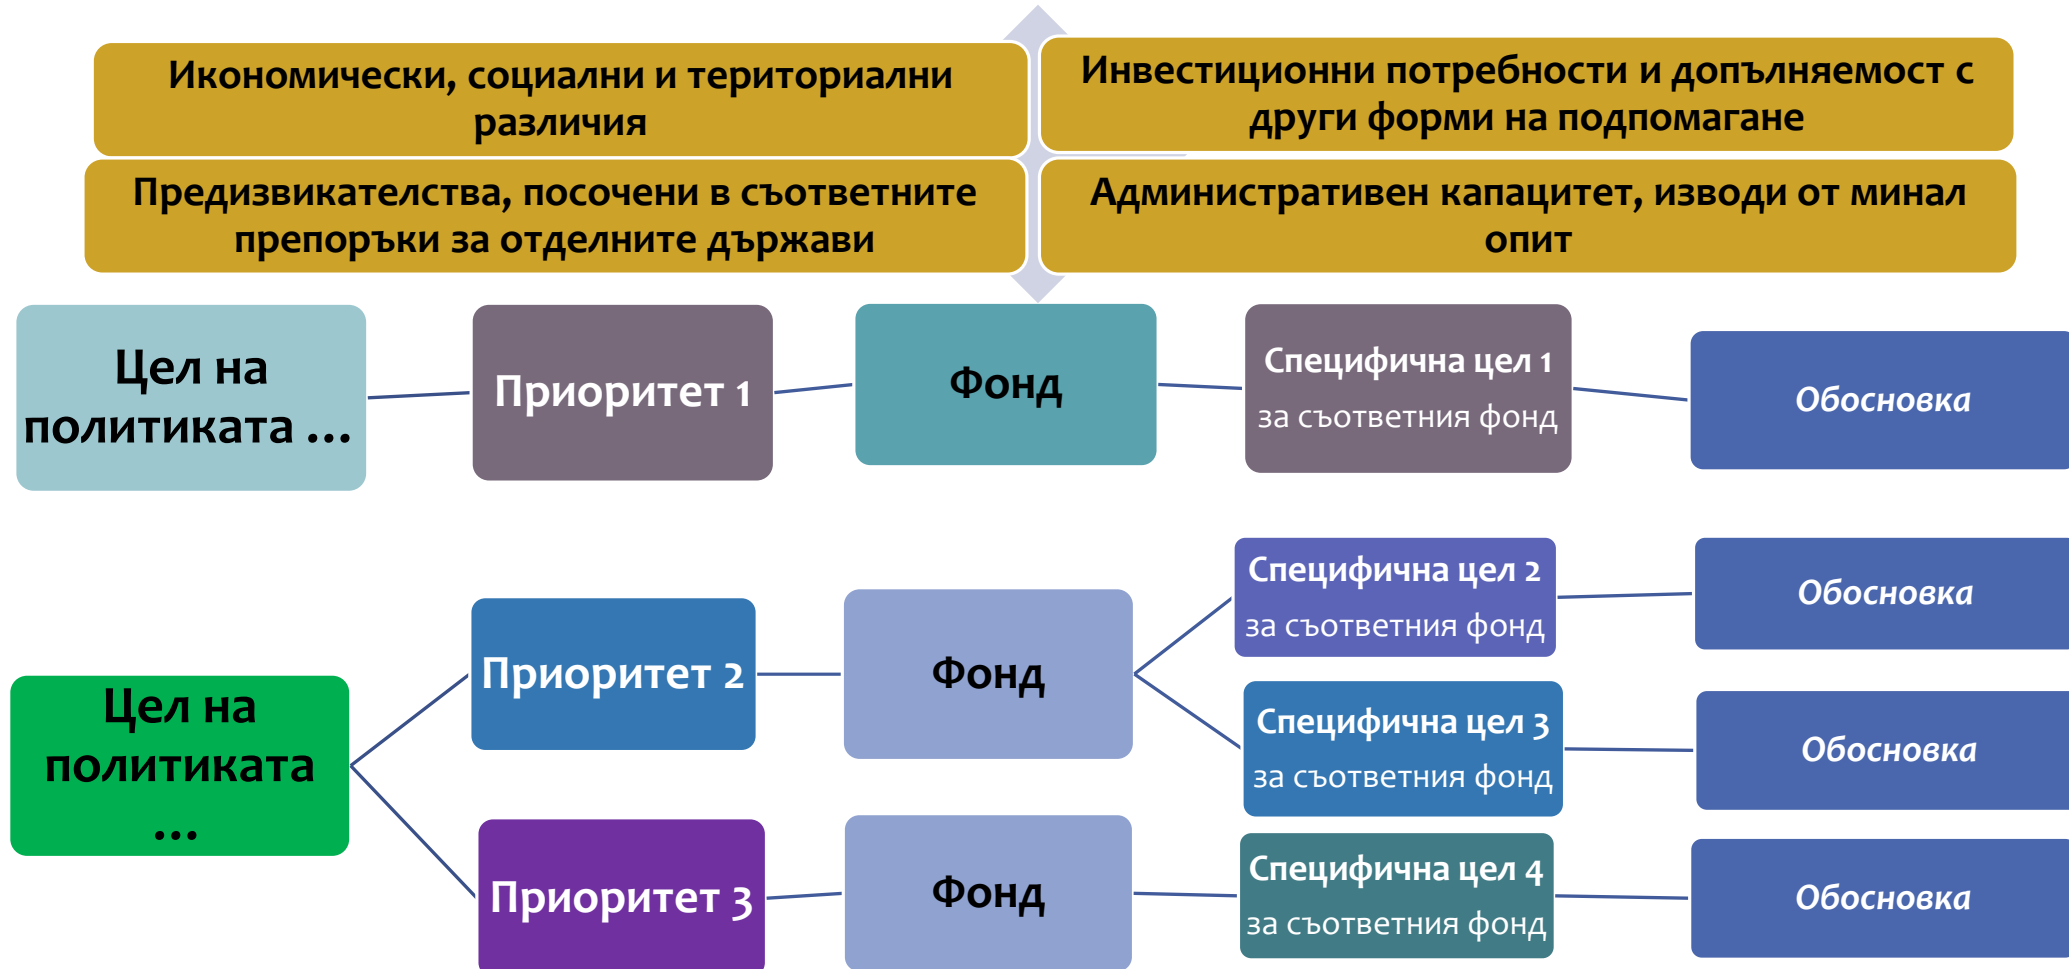 Икономически, социални и териториални
различия
Инвестиционни потребности и допълняемост с
други форми на подпомагане
Предизвикателства, посочени в съответните
препоръки за отделните държави
Административен капацитет, изводи от минал
опит
Цел на
политиката ...
Приоритет 1
Фонд
Специфична цел 1
за съответния фонд
Обосновка
Цел на
политиката
...
Приоритет 2
Фонд
Специфична цел 2
за съответния фонд
Обосновка
Специфична цел 3
за съответния фонд
Обосновка
Приоритет 3
Фонд
Специфична цел 4
за съответния фонд
Обосновка